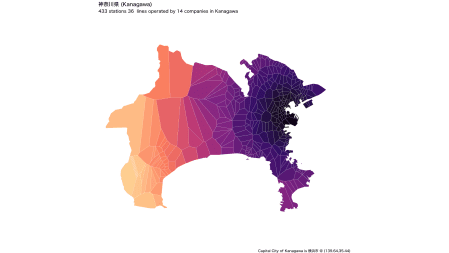 神奈川県 (Kanagawa)
433 stations 36 lines operated by 14 companies in Kanagawa
Capital City of Kanagawa is 横浜市 @ (139.64,35.44)